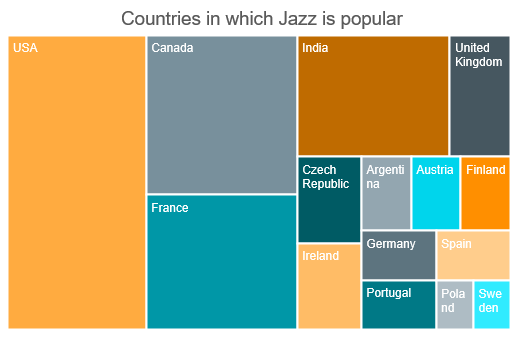 Countries in which Jazz is popular
USA
Canada
India
United
Kingdom
France
Czech
Republic
Argenti
na
Austria
Finland
Ireland
Germany
Spain
Portugal
Pola
nd
Swe
den